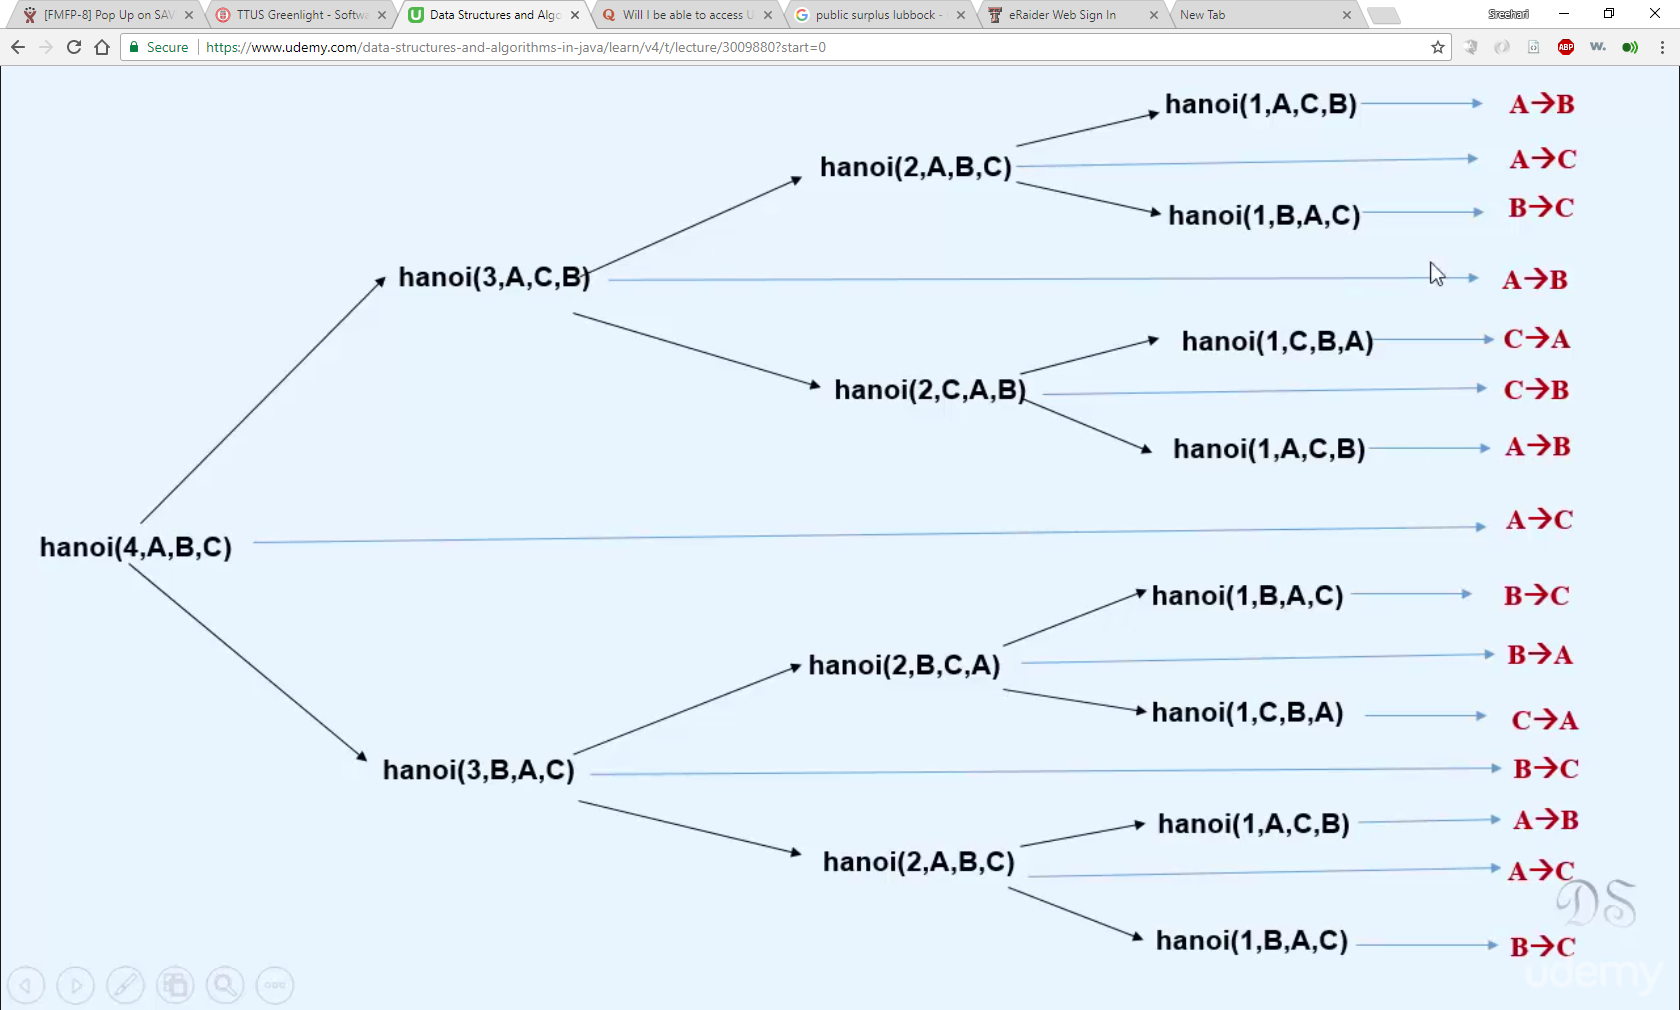 [FMFP-8] Pop Up on SAV
TTUS Greenlight - Softwa
Data Structures and Algo
Will I be able to access U
public surplus lubbock -
eRaider Web Sign In
New Tab
Sreehari
Secure
https://www.udemy.com/data-structures-and-algorithms-in-java/learn/v4/t/lecture/3009880?start=0
ABP
w.
hanoi(1,A,C,B) A→B
hanoi(2,A,B,C) A→C
hanoi(1,B,A,C) B→C
hanoi(3,A,C,B) A→B
hanoi(1,C,B,A) C→A
hanoi(2,C,A,B) C→B
hanoi(1,A,C,B) A→B
hanoi(4,A,B,C) A→C
hanoi(1,B,A,C) B→C
hanoi(2,B,C,A) B→A
hanoi(1,C,B,A) C→A
hanoi(3,B,A,C) B→C
hanoi(1,A,C,B) A→B
hanoi(2,A,B,C) A→C
DS
hanoi(1,B,A,C) B→C
udemy